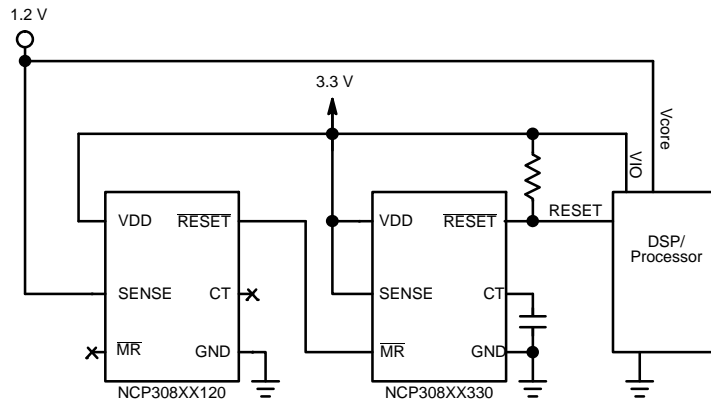 1.2 V
3.3 V
Vcore
VIO
VDD
RESET
SENSE
CT
MR
GND
NCP308XX120
VDD
RESET
SENSE
CT
MR
GND
NCP308XX330
RESET
DSP/
Processor